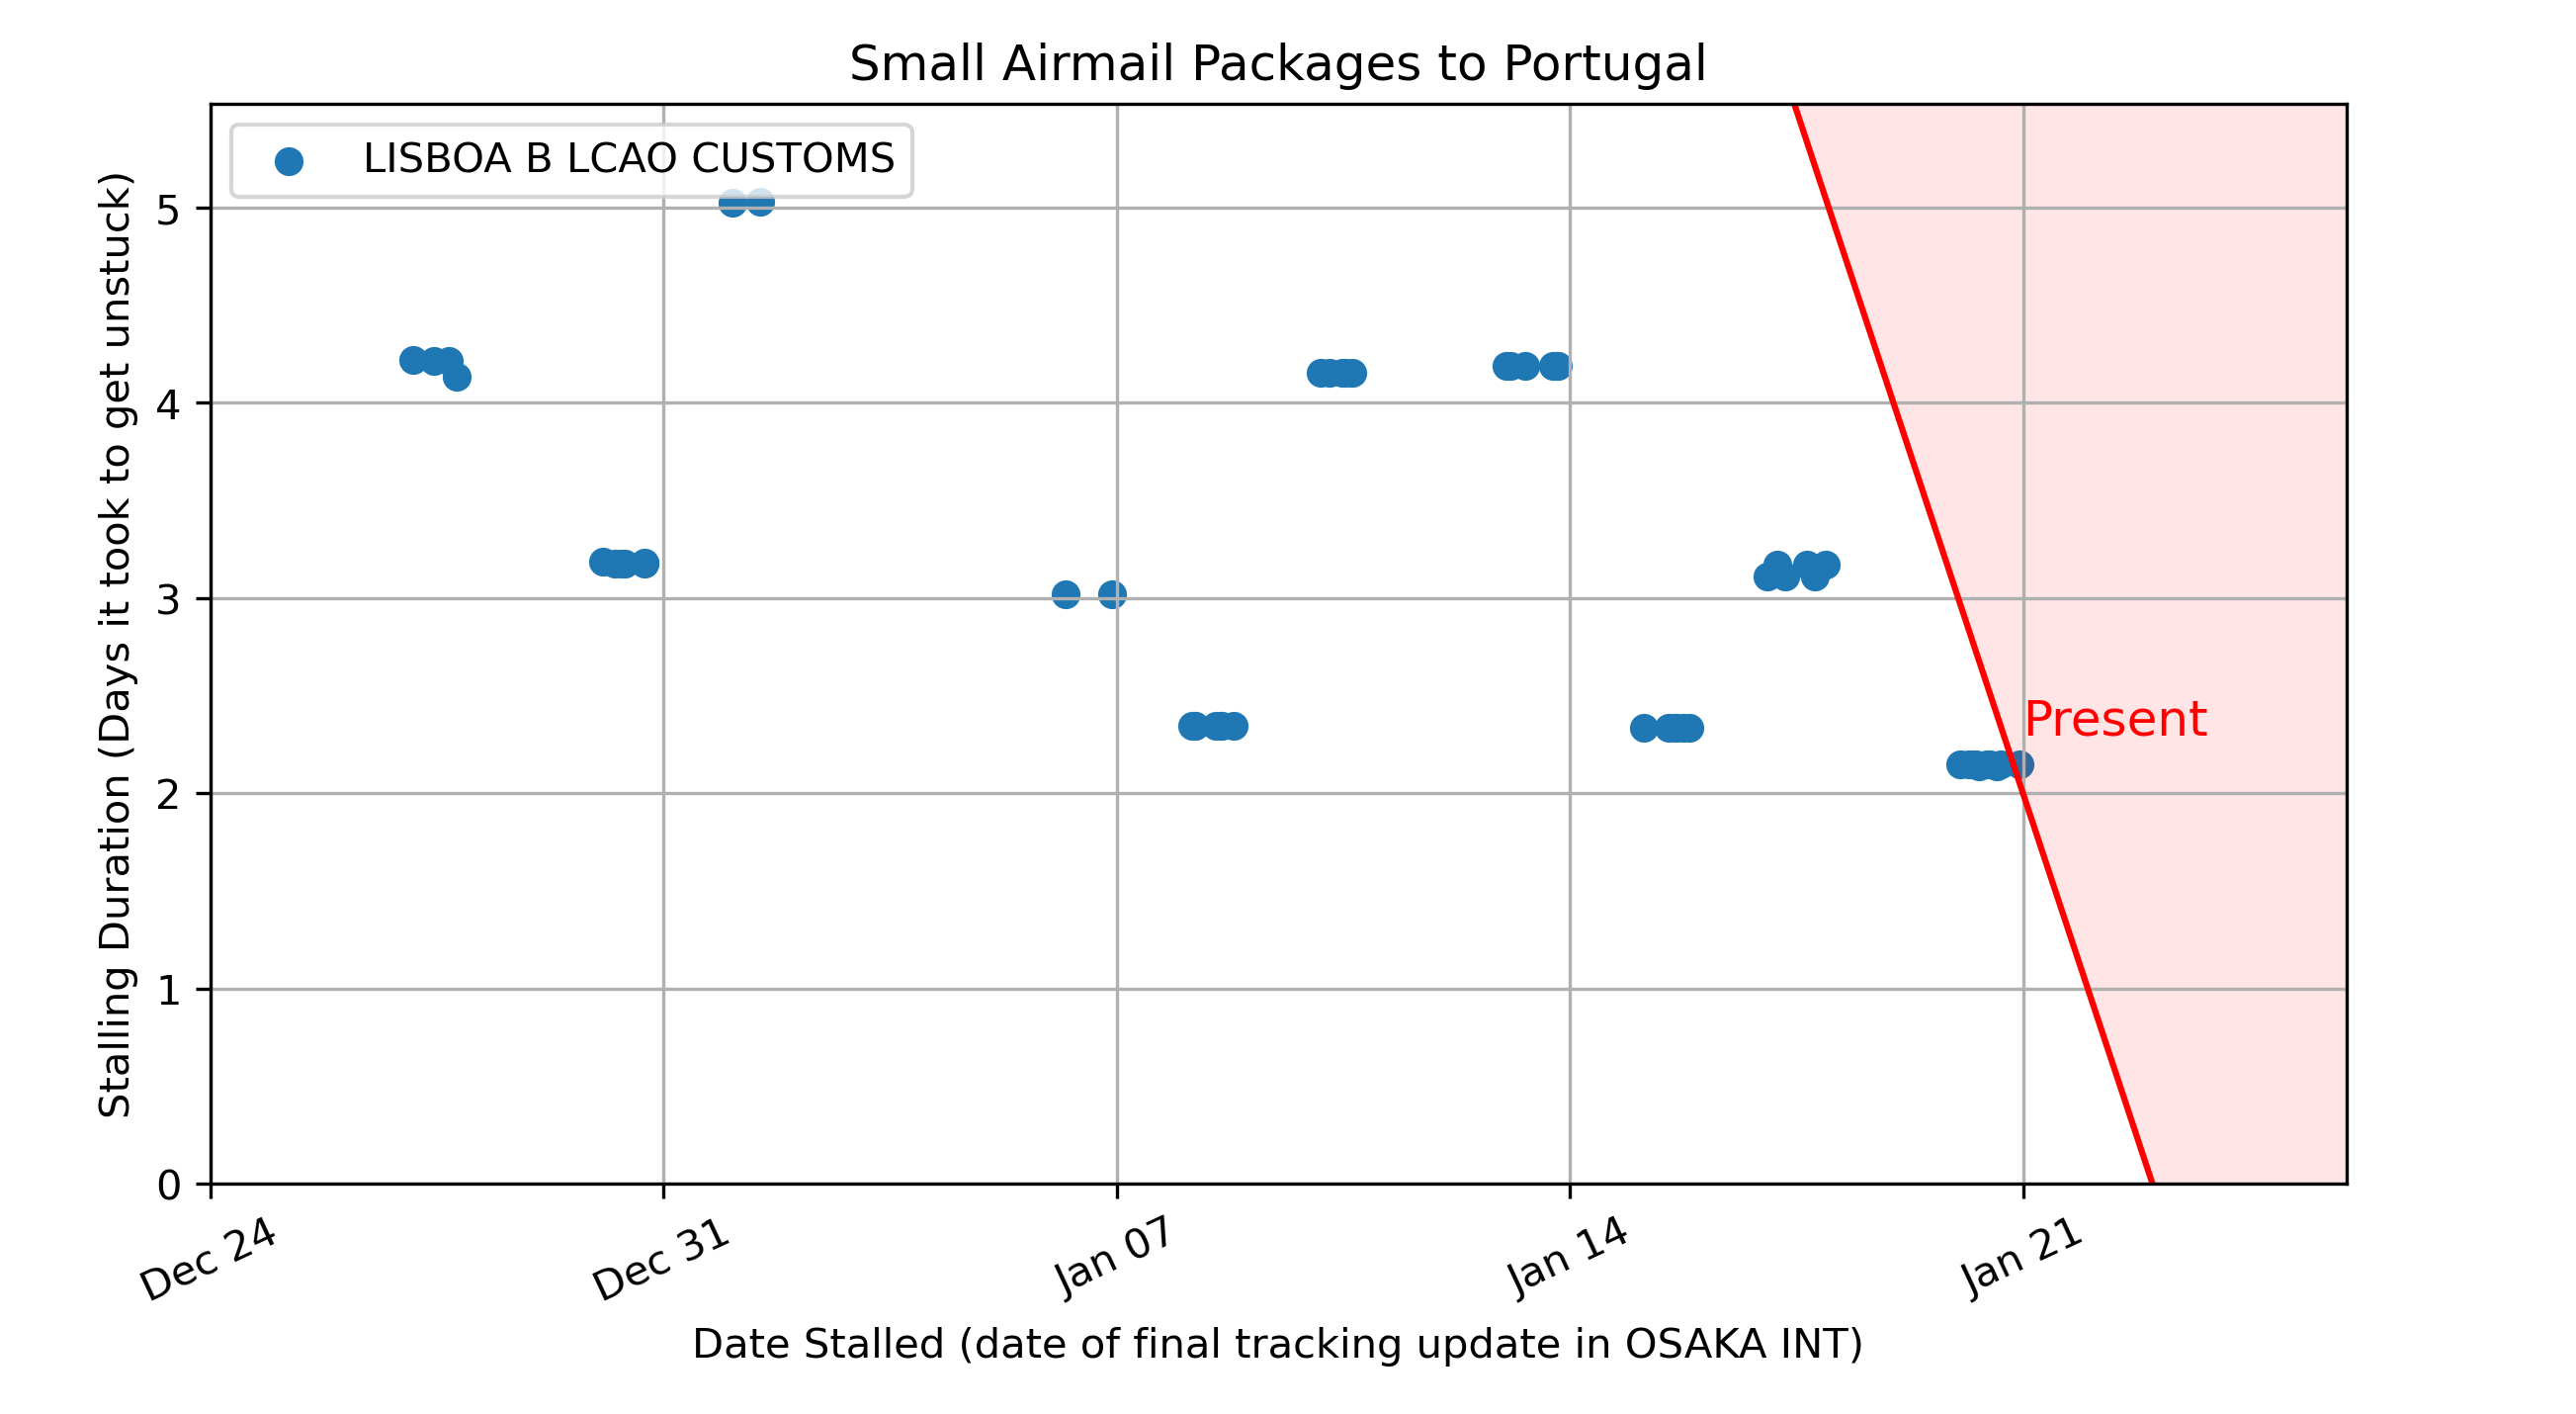 Small Airmail Packages to Portugal
LISBOA B LCAO CUSTOMS
Stalling Duration (Days it took to get unstuck)
5
4
3
2
1
0
Present
Dec 24
Dec 31
Jan 07
Jan 14
Jan 21
Date Stalled (date of final tracking update in OSAKA INT)